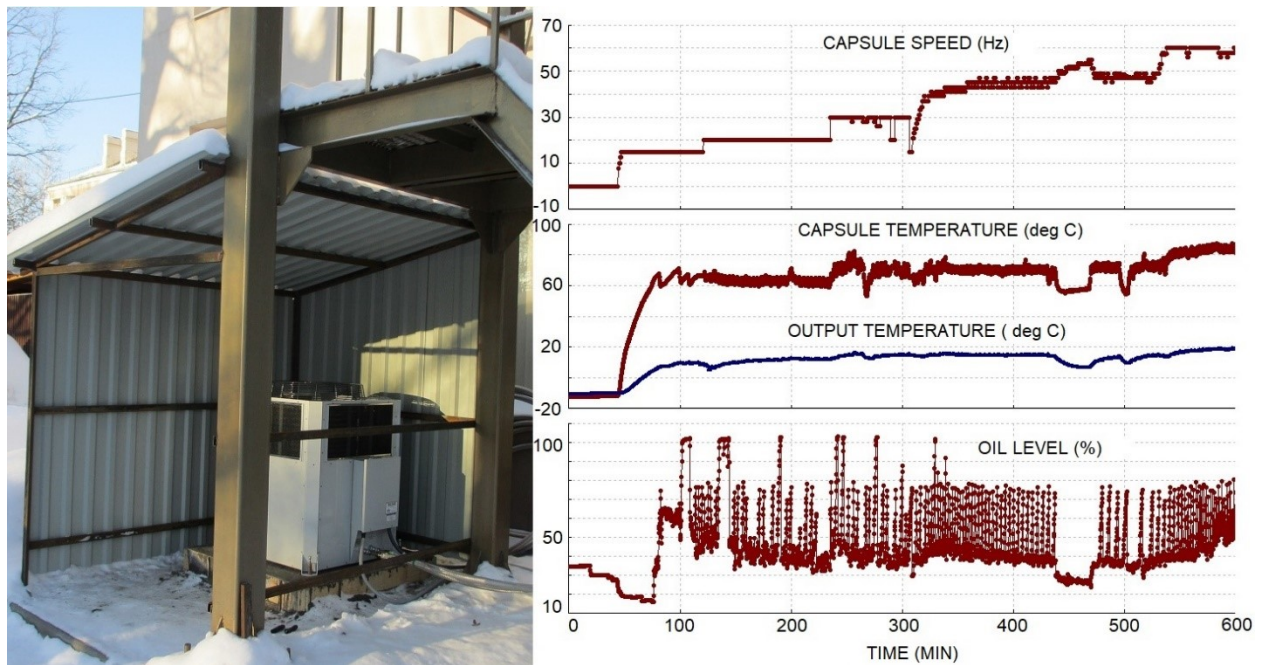 70
CAPSULE SPEED (Hz)
50
30
10
-10
100
CAPSULE TEMPERATURE (deg C)
60
OUTPUT TEMPERATURE ( deg C)
20
-20
100
OIL LEVEL (%)
50
10
0 100 200 300 400 500 600
TIME (MIN)